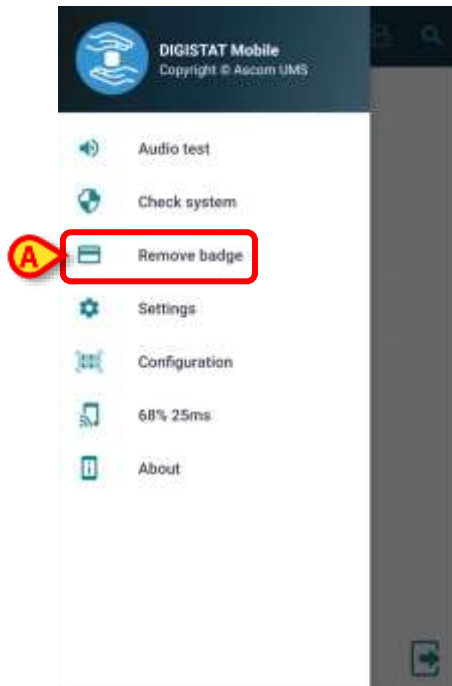 DIGISTAT Mobile
Copyright © Ascom UMS
Audio test
Check system
A
Remove badge
Settings
Configuration
68% 25ms
About